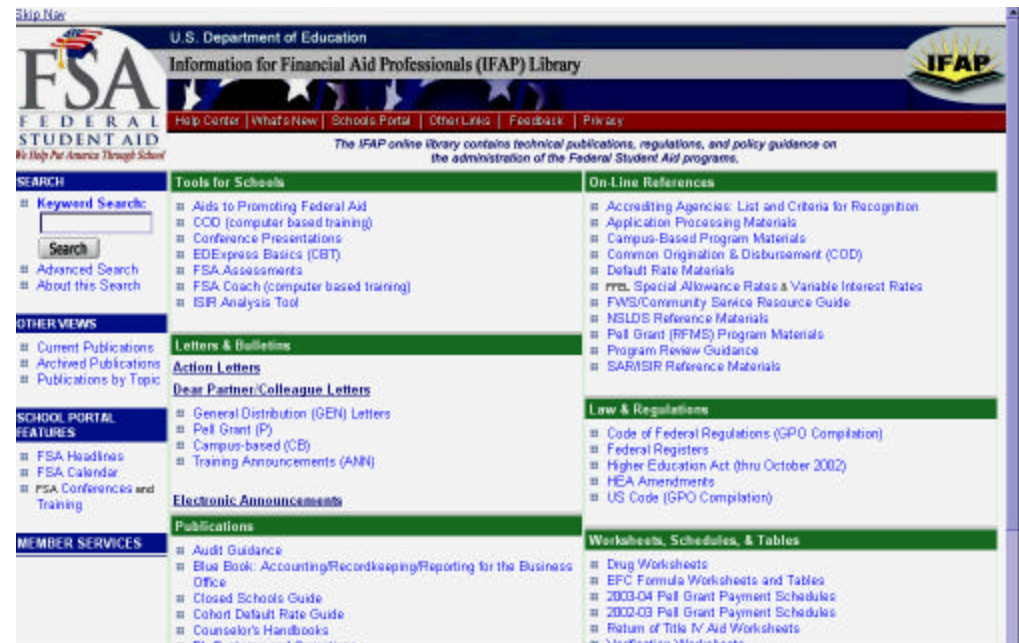 Skip Nav
FSA
FEDERAL
STUDENT AID
We Help Put America Through School
U.S. Department of Education
Information for Financial Aid Professionals (IFAP) Library
IFAP
Help Center | What's New | Schools Portal | Other Links | Feedback | Privacy
The IFAP online library contains technical publications, regulations, and policy guidance on
the administration of the Federal Student Aid programs.
SEARCH
Keyword Search:
Search
Advanced Search
About this Search
OTHER VIEWS
Current Publications
Archived Publications
Publications by Topic
SCHOOL PORTAL
FEATURES
FSA Headlines
FSA Calendar
FSA Conferences and
Training
MEMBER SERVICES
Tools for Schools
Aids to Promoting Federal Aid
COD (computer based training)
Conference Presentations
EDExpress Basics (CBT)
FSA Assessments
FSA Coach (computer based training)
ISIR Analysis Tool
Letters & Bulletins
Action Letters
Dear Partner/Colleague Letters
General Distribution (GEN) Letters
Pell Grant (P)
Campus-based (CB)
Training Announcements (ANN)
Electronic Announcements
Publications
Audit Guidance
Blue Book: Accounting/Recordkeeping/Reporting for the Business
Office
Closed Schools Guide
Cohort Default Rate Guide
Counselor's Handbooks
On-Line References
Accrediting Agencies: List and Criteria for Recognition
Application Processing Materials
Campus-Based Program Materials
Common Origination & Disbursement (COD)
Default Rate Materials
FFEL Special Allowance Rates & Variable Interest Rates
FWS/Community Service Resource Guide
NSLDS Reference Materials
Pell Grant (RFMS) Program Materials
Program Review Guidance
SAR/ISIR Reference Materials
Law & Regulations
Code of Federal Regulations (GPO Compilation)
Federal Registers
Higher Education Act (thru October 2002)
HEA Amendments
US Code (GPO Compilation)
Worksheets, Schedules, & Tables
Drug Worksheets
EFC Formula Worksheets and Tables
2003-04 Pell Grant Payment Schedules
2002-03 Pell Grant Payment Schedules
Return of Title IV Aid Worksheets
Verification Worksheets